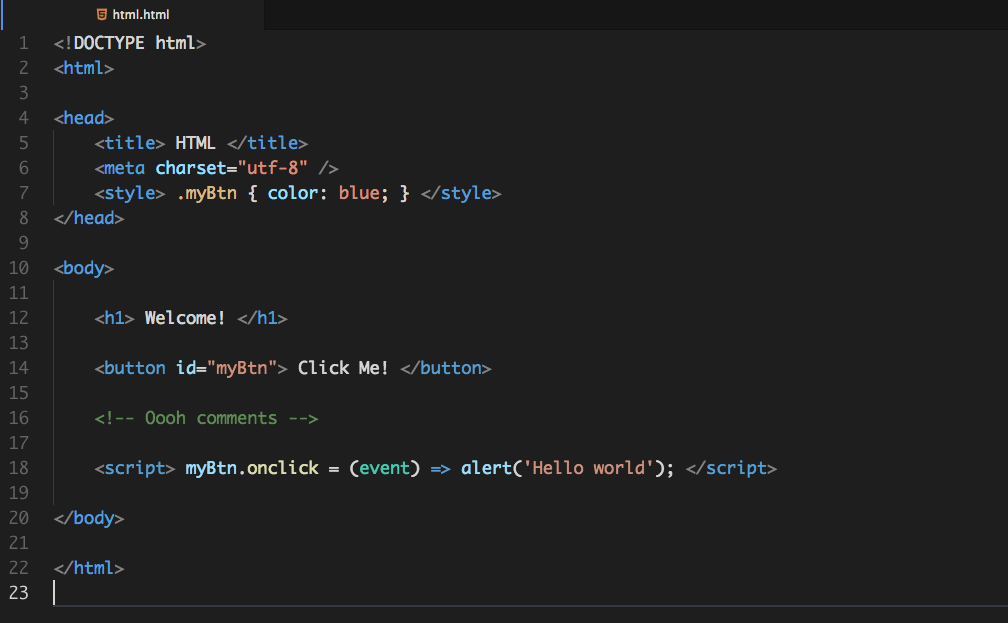 html.html
1 <!DOCTYPE html>
2 <html>
3
4 <head>
5     <title> HTML </title>
6     <meta charset="utf-8" />
7     <style> .myBtn { color: blue; } </style>
8 </head>
9
10 <body>
11
12     <h1> Welcome! </h1>
13
14     <button id="myBtn"> Click Me! </button>
15
16     <!-- Oooh comments -->
17
18     <script> myBtn.onclick = (event) => alert('Hello world'); </script>
19
20 </body>
21
22 </html>
23